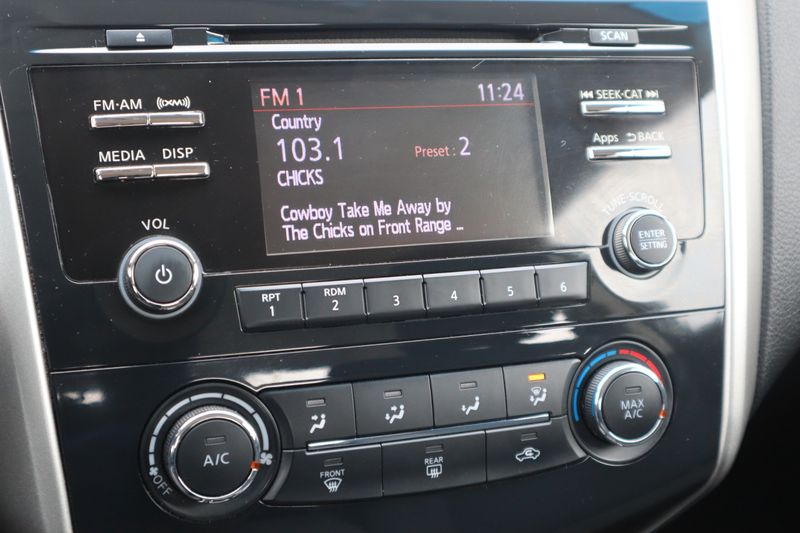 SCAN
FM·AM ((XM))
MEDIA DISP
VOL
FM 1 11:24
Country
103.1 Preset : 2
CHICKS
Cowboy Take Me Away by
The Chicks on Front Range ...
SEEK·CAT
Apps BACK
TUNE·SCROLL
ENTER
SETTING
RPT
1
RDM
2
3
4
5
6
A/C
OFF
FRONT
REAR
MAX
A/C